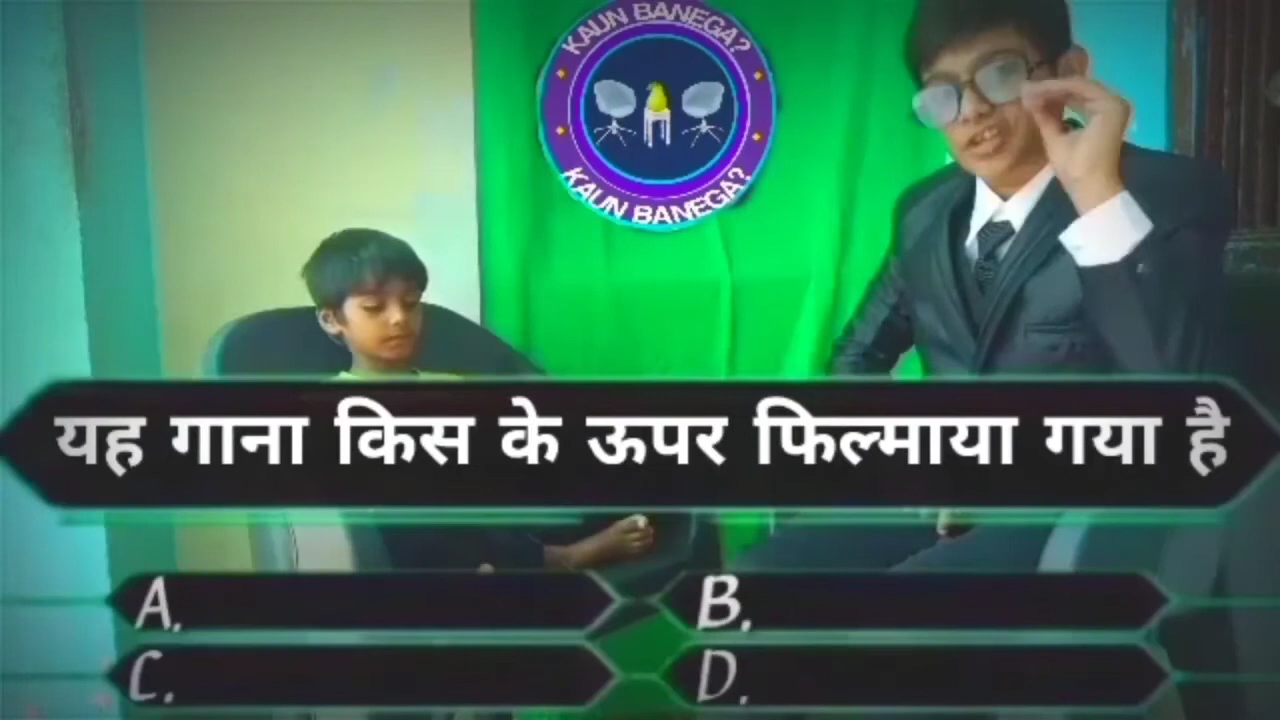 KAUN BANEGA?
KAUN BANEGA?
यह गाना किस के ऊपर फिल्माया गया है
A.
B.
C.
D.